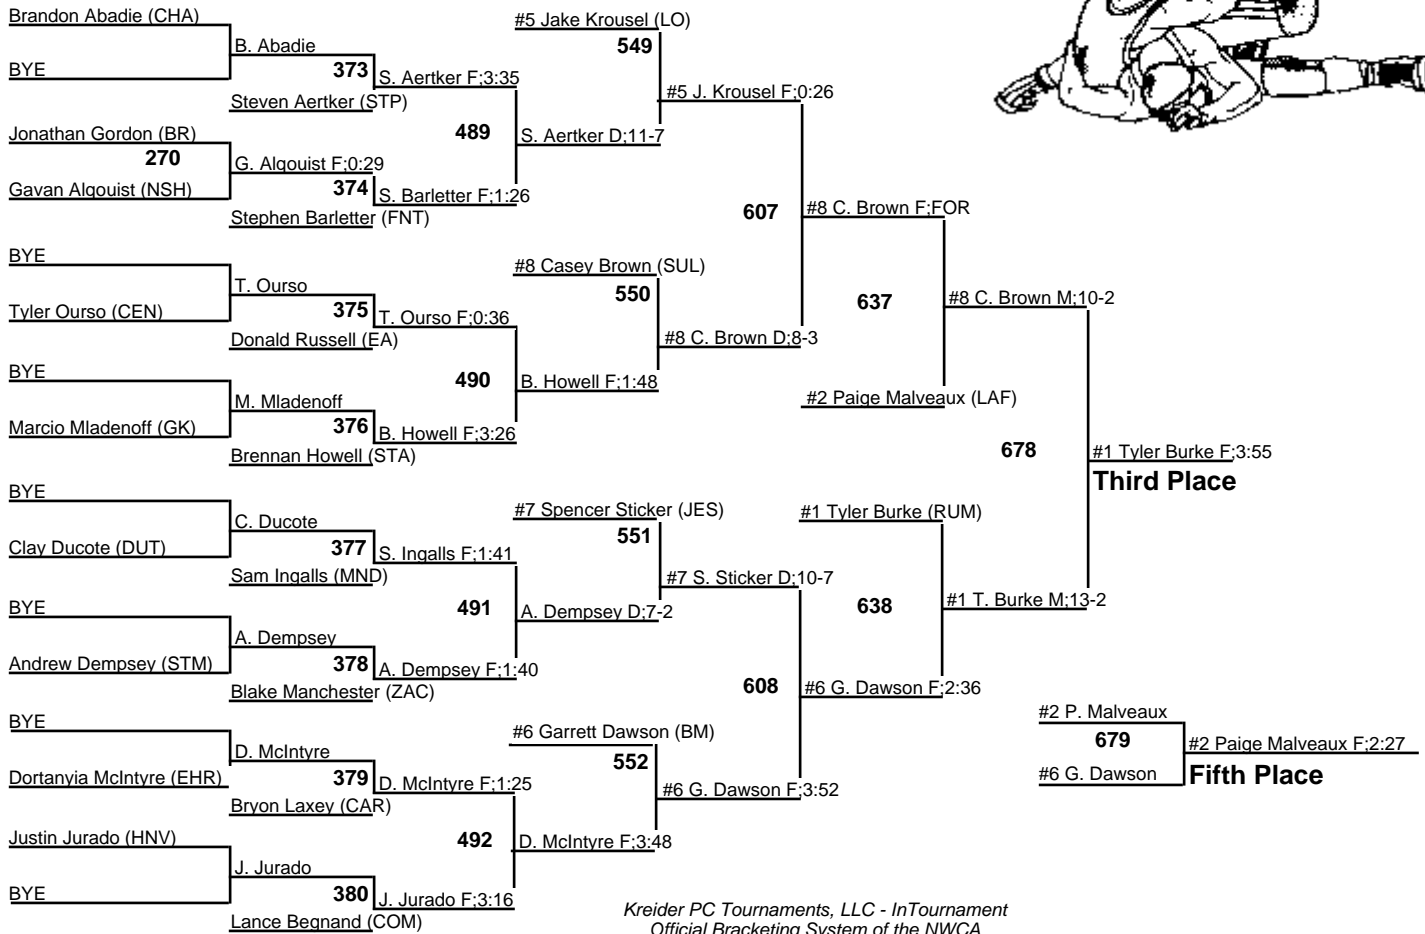 Brandon Abadie (CHA)
BYE
Jonathan Gordon (BR)
270
Gavan Alqouist (NSH)
BYE
Tyler Ourso (CEN)
BYE
Marcio Mladenoff (GK)
BYE
Clay Ducote (DUT)
BYE
Andrew Dempsey (STM)
BYE
Dortanyia McIntyre (EHR)
Justin Jurado (HNV)
BYE
B. Abadie
373
Steven Aertker (STP)
G. Alqouist F;0:29
374
Stephen Barletter (FNT)
T. Ourso
375
Donald Russell (EA)
M. Mladenoff
376
Brennan Howell (STA)
C. Ducote
377
Sam Ingalls (MND)
A. Dempsey
378
Blake Manchester (ZAC)
D. McIntyre
379
Bryon Laxey (CAR)
J. Jurado
380
Lance Begnand (COM)
S. Aertker F;3:35
489
S. Barletter F;1:26
T. Ourso F;0:36
490
B. Howell F;3:26
S. Ingalls F;1:41
491
A. Dempsey F;1:40
D. McIntyre F;1:25
492
J. Jurado F;3:16
#5 Jake Krousel (LO)
549
S. Aertker D;11-7
#8 Casey Brown (SUL)
550
B. Howell F;1:48
#7 Spencer Sticker (JES)
551
A. Dempsey D;7-2
#6 Garrett Dawson (BM)
552
D. McIntyre F;3:48
#5 J. Krousel F;0:26
607
#8 C. Brown D;8-3
#7 S. Sticker D;10-7
608
#6 G. Dawson F;3:52
#8 C. Brown F;FOR
637
#2 Paige Malveaux (LAF)
#1 Tyler Burke (RUM)
638
#6 G. Dawson F;2:36
#8 C. Brown M;10-2
678
#1 T. Burke M;13-2
#1 Tyler Burke F;3:55
Third Place
#2 P. Malveaux
679
#6 G. Dawson
#2 Paige Malveaux F;2:27
Fifth Place
Kreider PC Tournaments, LLC - InTournament
Official Bracketing System of the NWCA